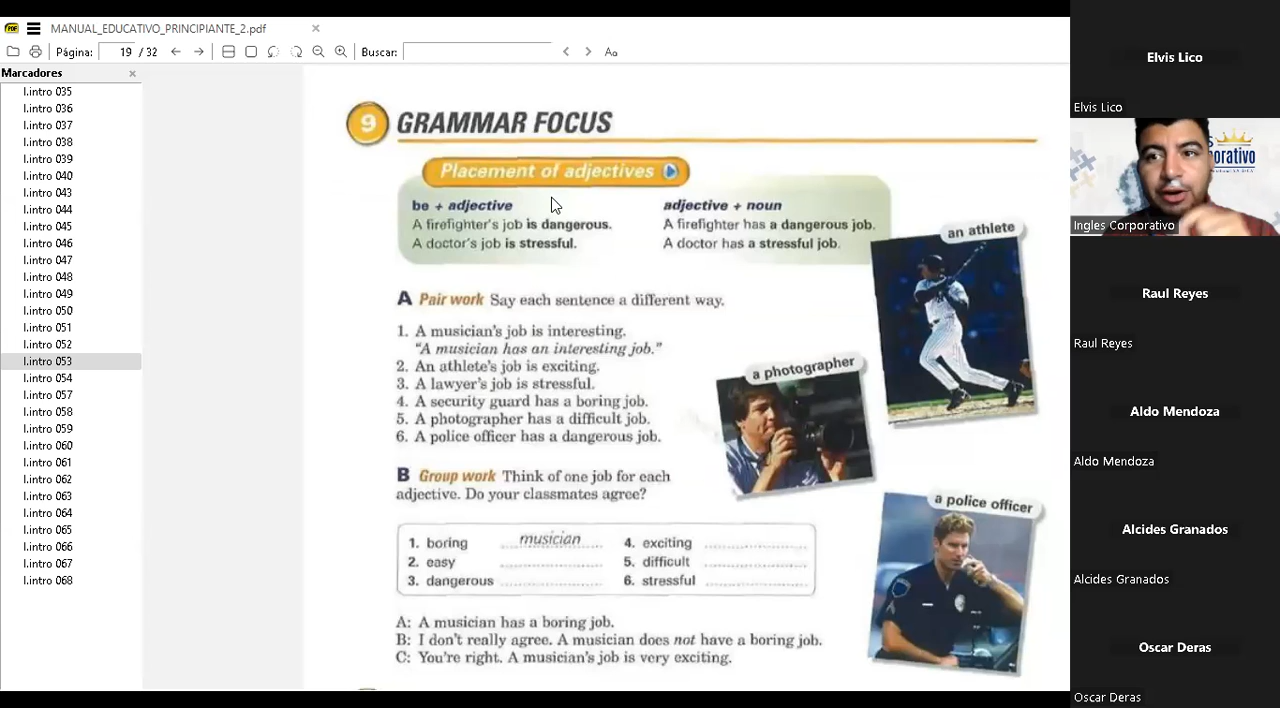 MANUAL_EDUCATIVO_PRINCIPIANTE_2.pdf
Página: 19 / 32 Buscar: Aa
Marcadores
I.intro 035
I.intro 036
I.intro 037
I.intro 038
I.intro 039
I.intro 040
I.intro 043
I.intro 044
I.intro 045
I.intro 046
I.intro 047
I.intro 048
I.intro 049
I.intro 050
I.intro 051
I.intro 052
I.intro 053
I.intro 054
I.intro 057
I.intro 058
I.intro 059
I.intro 060
I.intro 061
I.intro 062
I.intro 063
I.intro 064
I.intro 065
I.intro 066
I.intro 067
I.intro 068
9 GRAMMAR FOCUS
Placement of adjectives
be + adjective
A firefighter's job is dangerous.
A doctor's job is stressful.
adjective + noun
A firefighter has a dangerous job.
A doctor has a stressful job.
an athlete
A Pair work Say each sentence a different way.
1. A musician's job is interesting.
"A musician has an interesting job."
2. An athlete's job is exciting.
3. A lawyer's job is stressful.
4. A security guard has a boring job.
5. A photographer has a difficult job.
6. A police officer has a dangerous job.
a photographer
B Group work Think of one job for each
adjective. Do your classmates agree?
a police officer
1. boring musician 4. exciting
2. easy 5. difficult
3. dangerous 6. stressful
A: A musician has a boring job.
B: I don't really agree. A musician does not have a boring job.
C: You're right. A musician's job is very exciting.
Elvis Lico
Elvis Lico
orativo
Ingles Corporativo
Raul Reyes
Raul Reyes
Aldo Mendoza
Aldo Mendoza
Alcides Granados
Alcides Granados
Oscar Deras
Oscar Deras